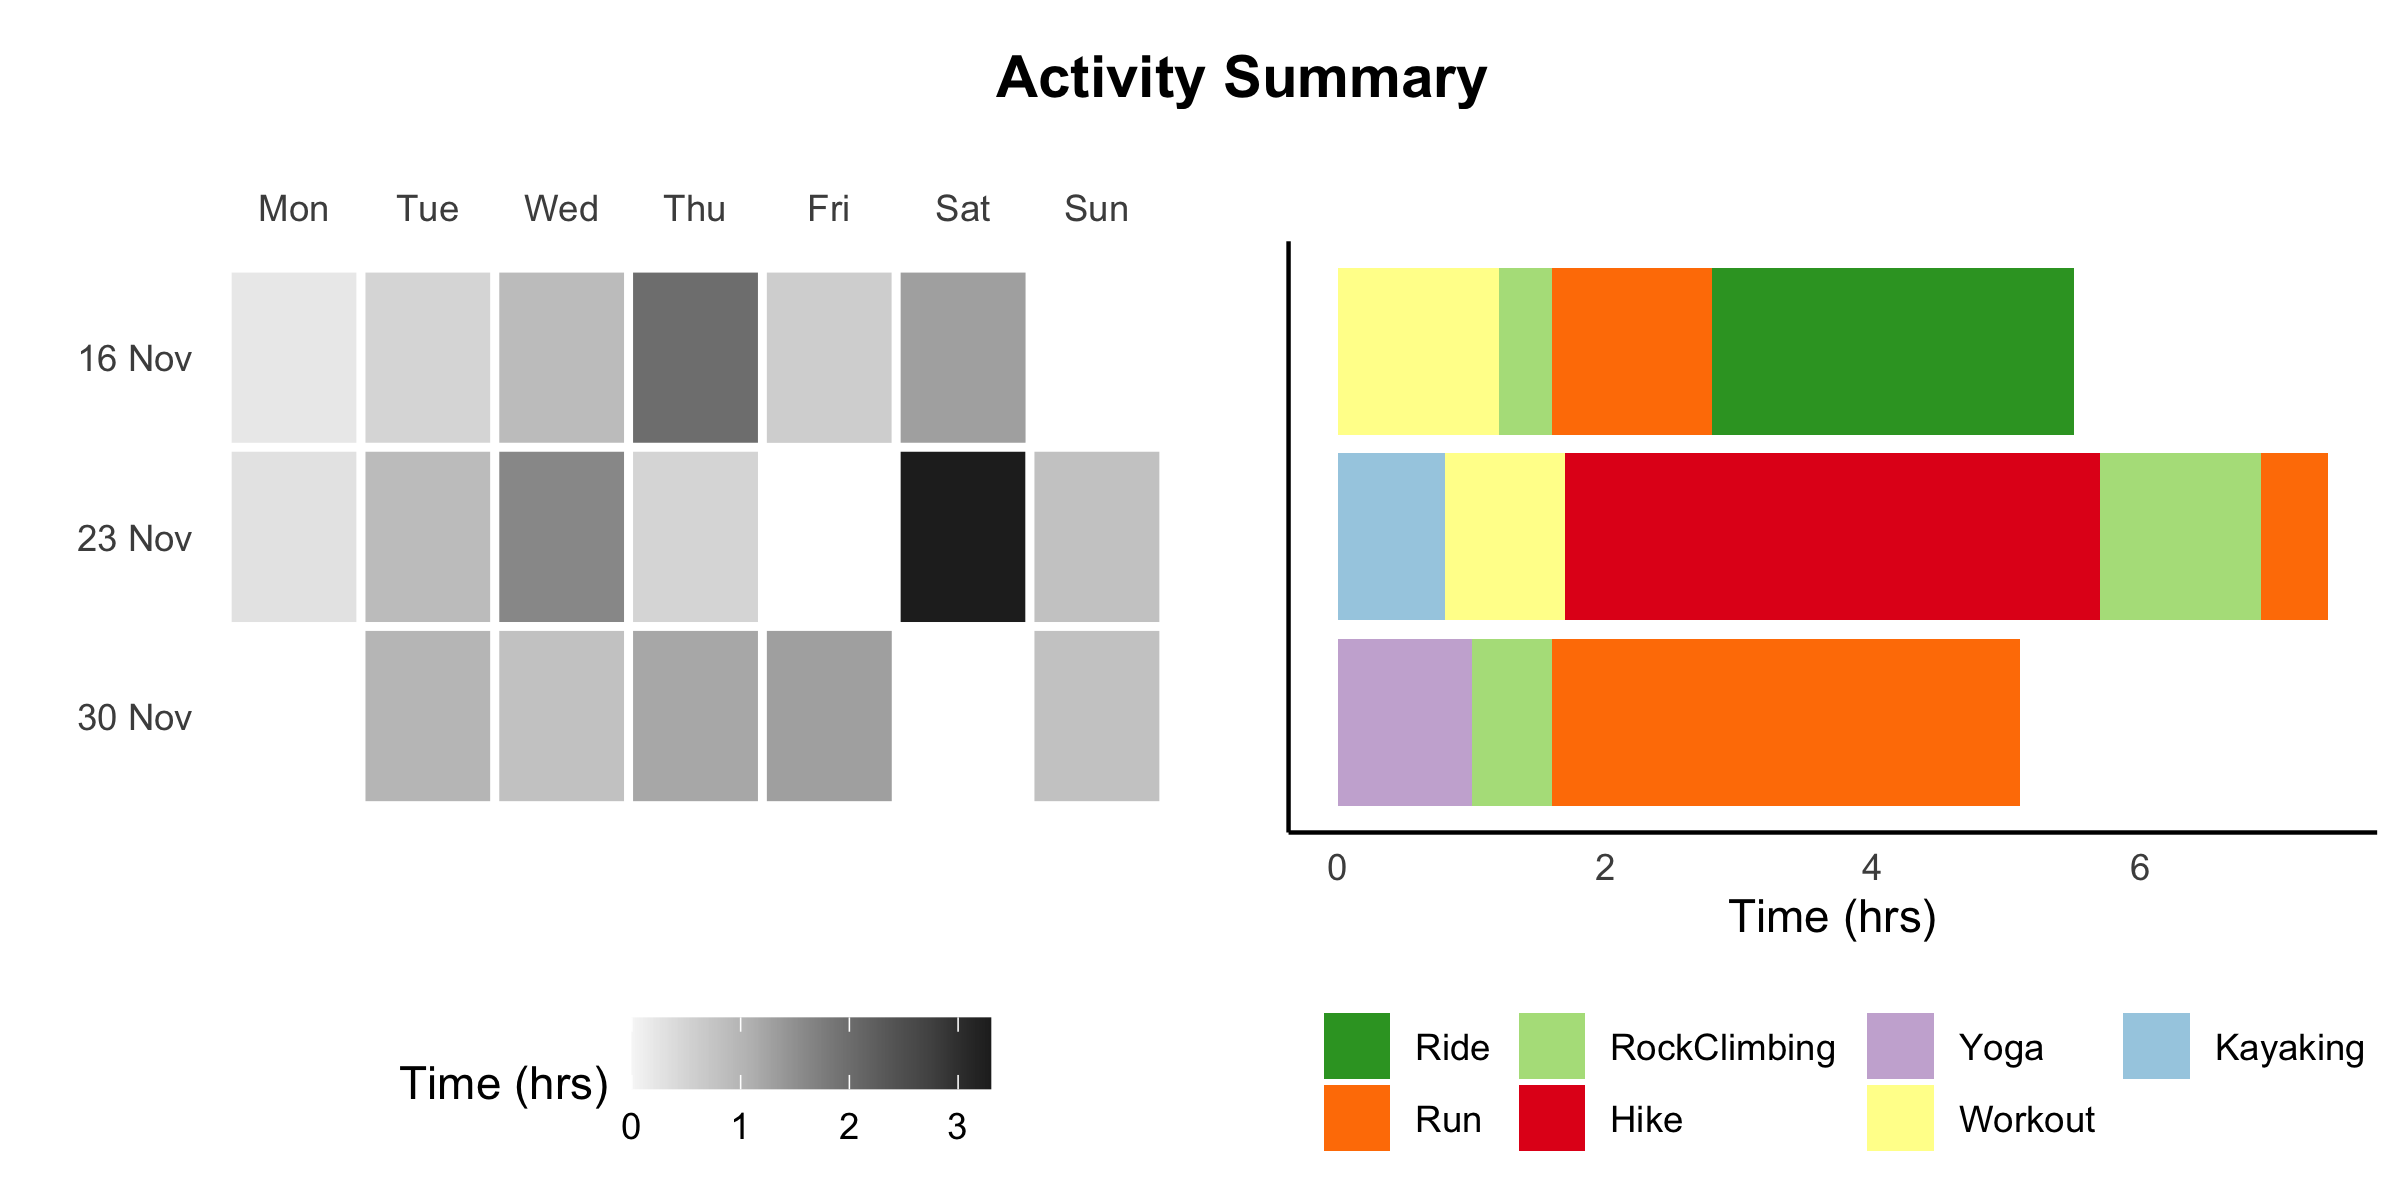 Activity Summary
Mon Tue Wed Thu Fri Sat Sun
16 Nov
23 Nov
30 Nov
Time (hrs)
0 1 2 3
0 2 4 6
Time (hrs)
Ride RockClimbing Yoga Kayaking
Run Hike Workout